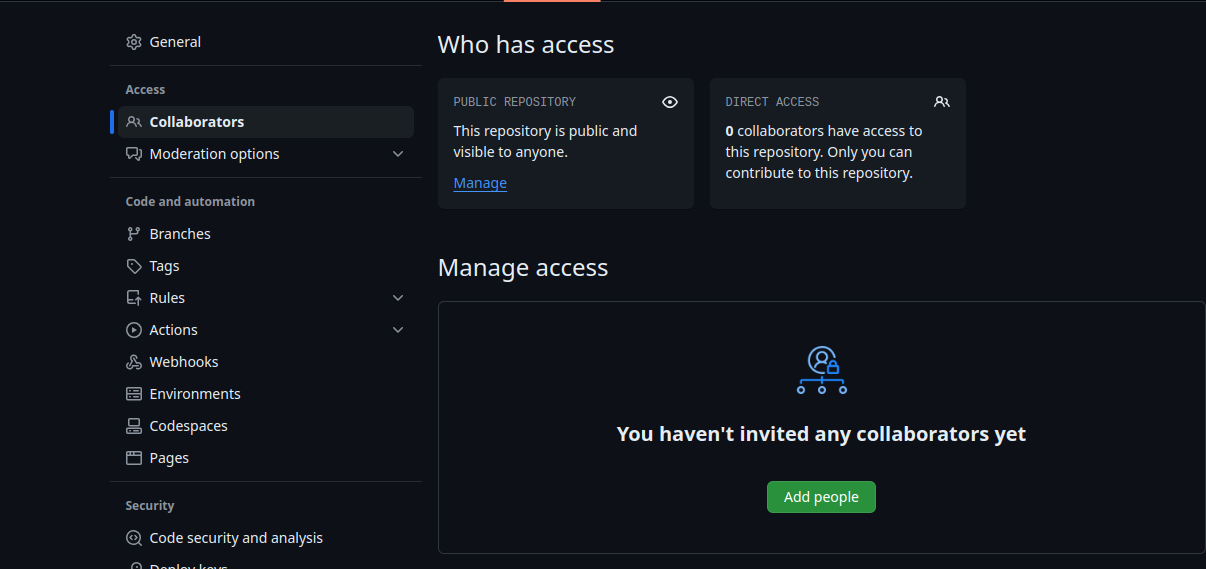 General
Access
Collaborators
Moderation options
Code and automation
Branches
Tags
Rules
Actions
Webhooks
Environments
Codespaces
Pages
Security
Code security and analysis
Deploy keys
Who has access
PUBLIC REPOSITORY
This repository is public and
visible to anyone.
Manage
DIRECT ACCESS
0 collaborators have access to
this repository. Only you can
contribute to this repository.
Manage access
You haven't invited any collaborators yet
Add people